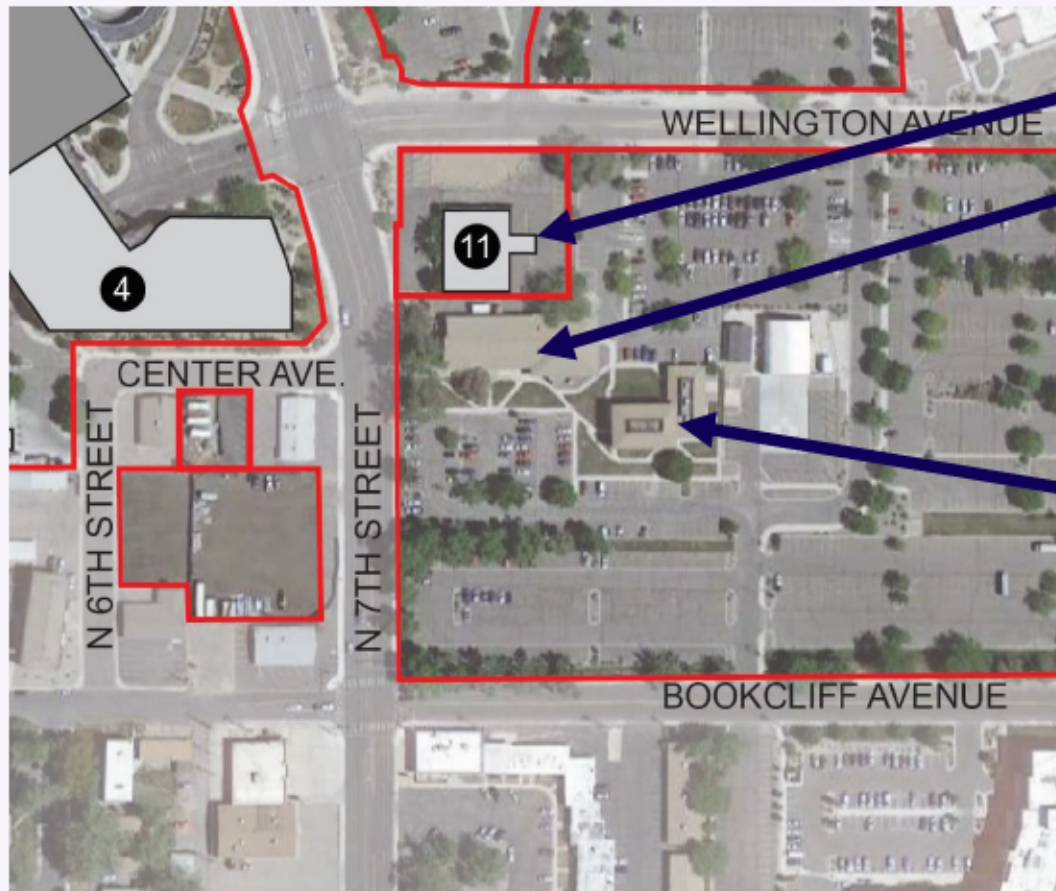 WELLINGTON AVENUE
11
4
CENTER AVE.
N 6TH STREET
N 7TH STREET
BOOKCLIFF AVENUE